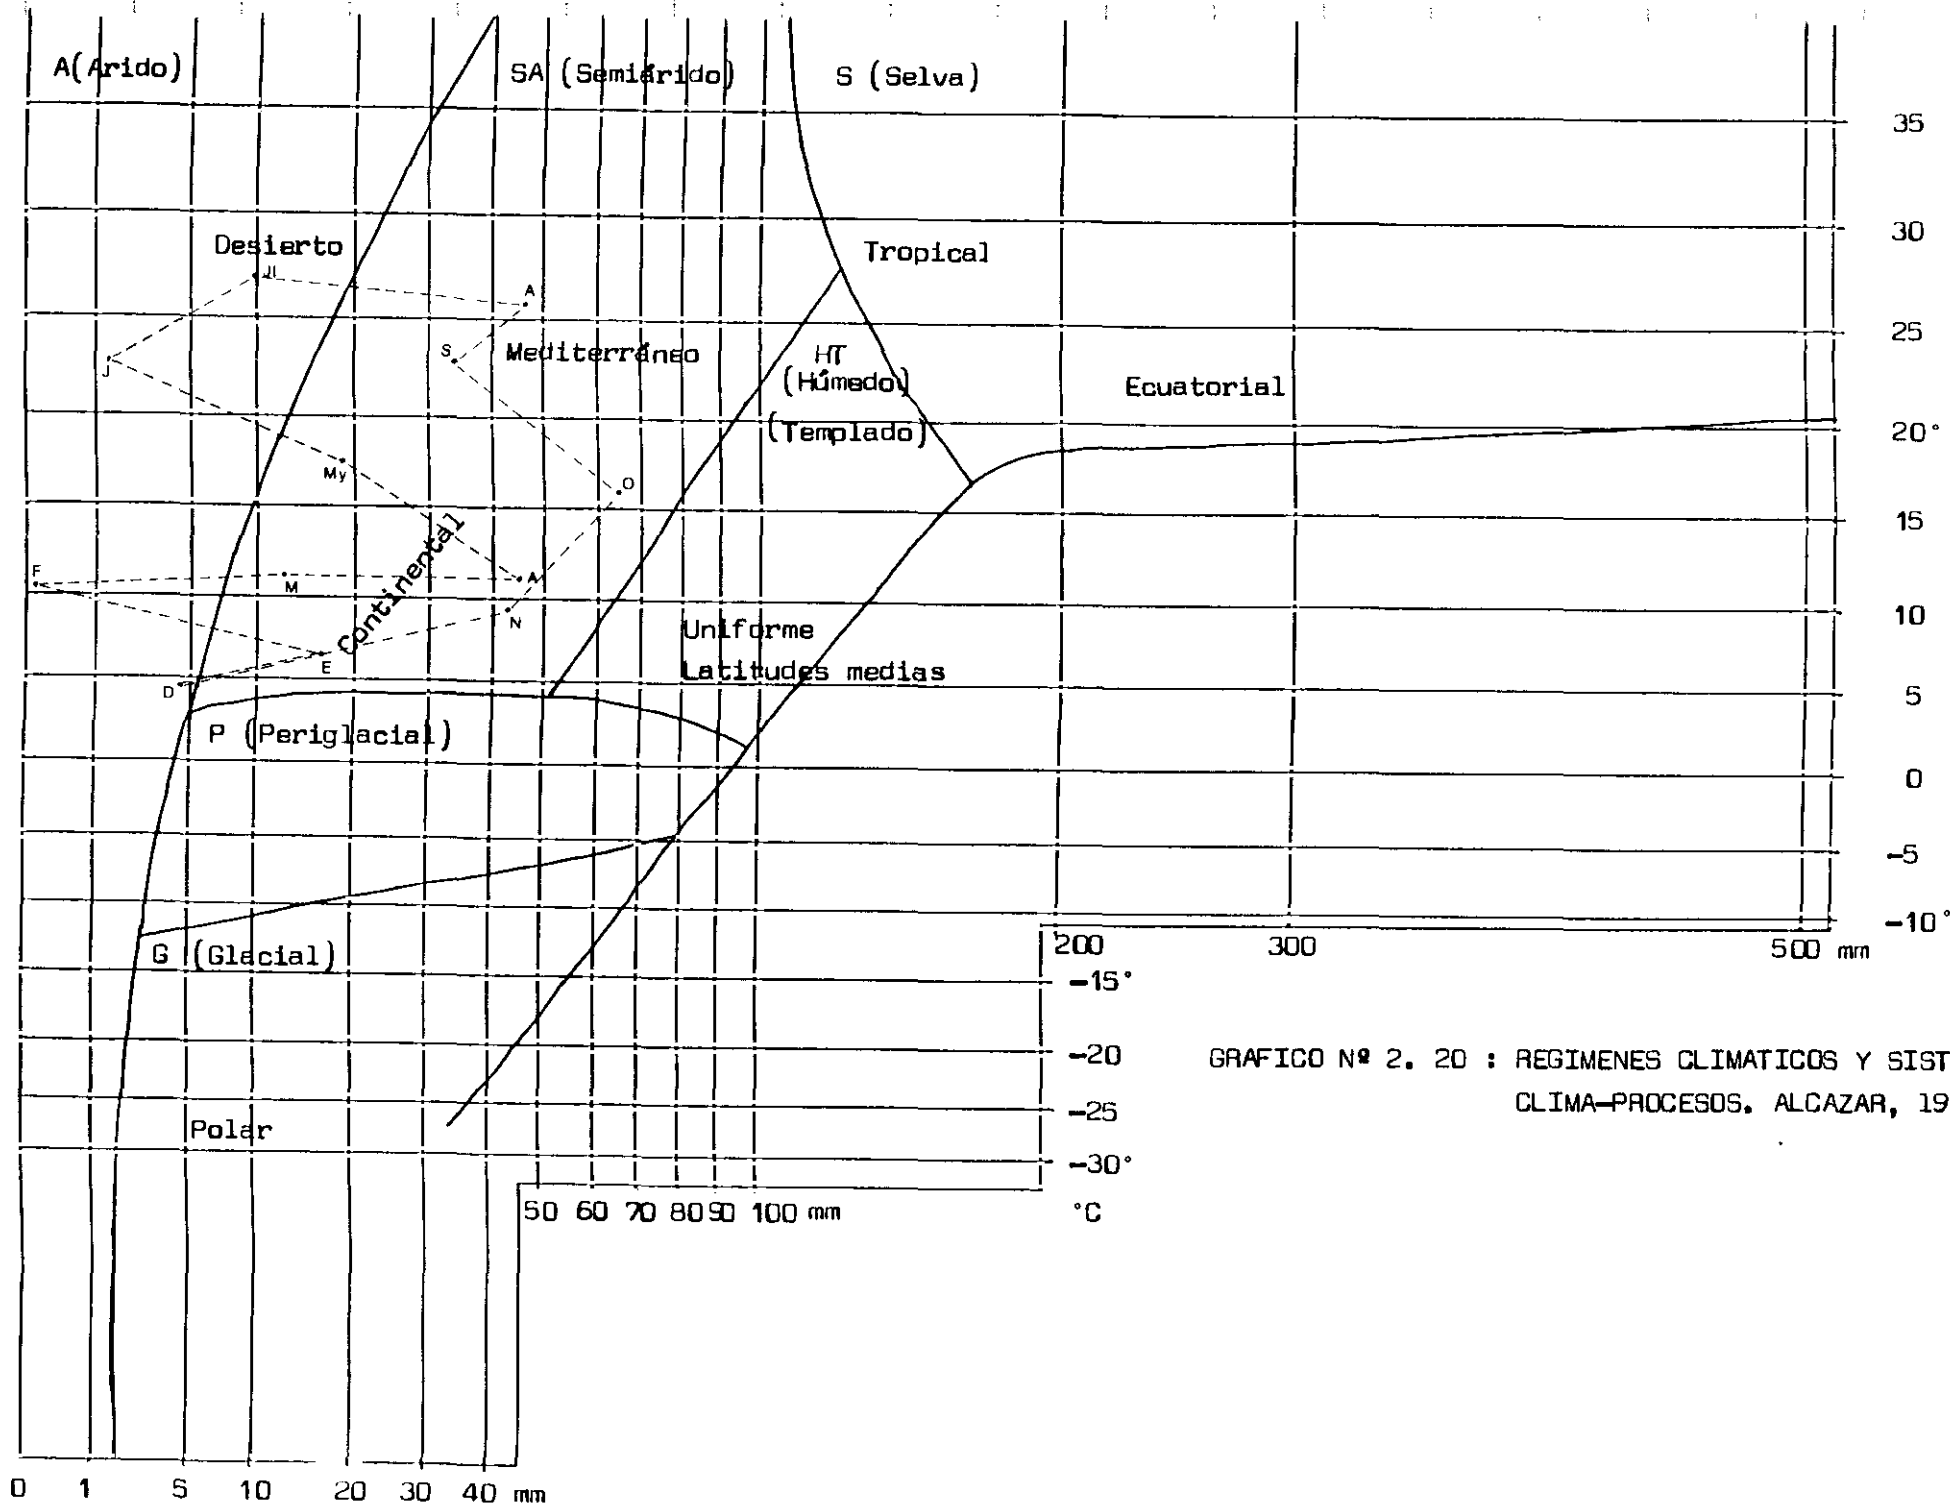 A(Arido)
SA (Semiárido)
S (Selva)
35
30
Desierto
Tropical
Jl
A
25
S
Mediterráneo
J
HT
(Húmedo)
(Templado)
Ecuatorial
20°
My
O
15
Continental
F
M
A
10
N
Uniforme
Latitudes medias
E
D
5
P (Periglacial)
0
-5
-10°
G (Glacial)
200
300
500 mm
-15°
-20
GRAFICO Nº 2. 20 : REGIMENES CLIMATICOS Y SIST
CLIMA-PROCESOS. ALCAZAR, 19
-25
Polar
-30°
50 60 70 80 90 100 mm
°C
0 1 5 10 20 30 40 mm